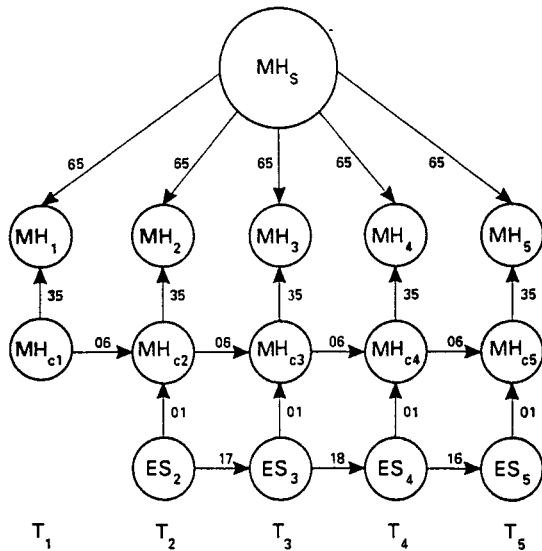 MH_S
65 65 65 65 65
MH_1 MH_2 MH_3 MH_4 MH_5
35 35 35 35 35
MH_c1 06 MH_c2 06 MH_c3 06 MH_c4 06 MH_c5
01 01 01 01
ES_2 17 ES_3 18 ES_4 16 ES_5
T_1 T_2 T_3 T_4 T_5